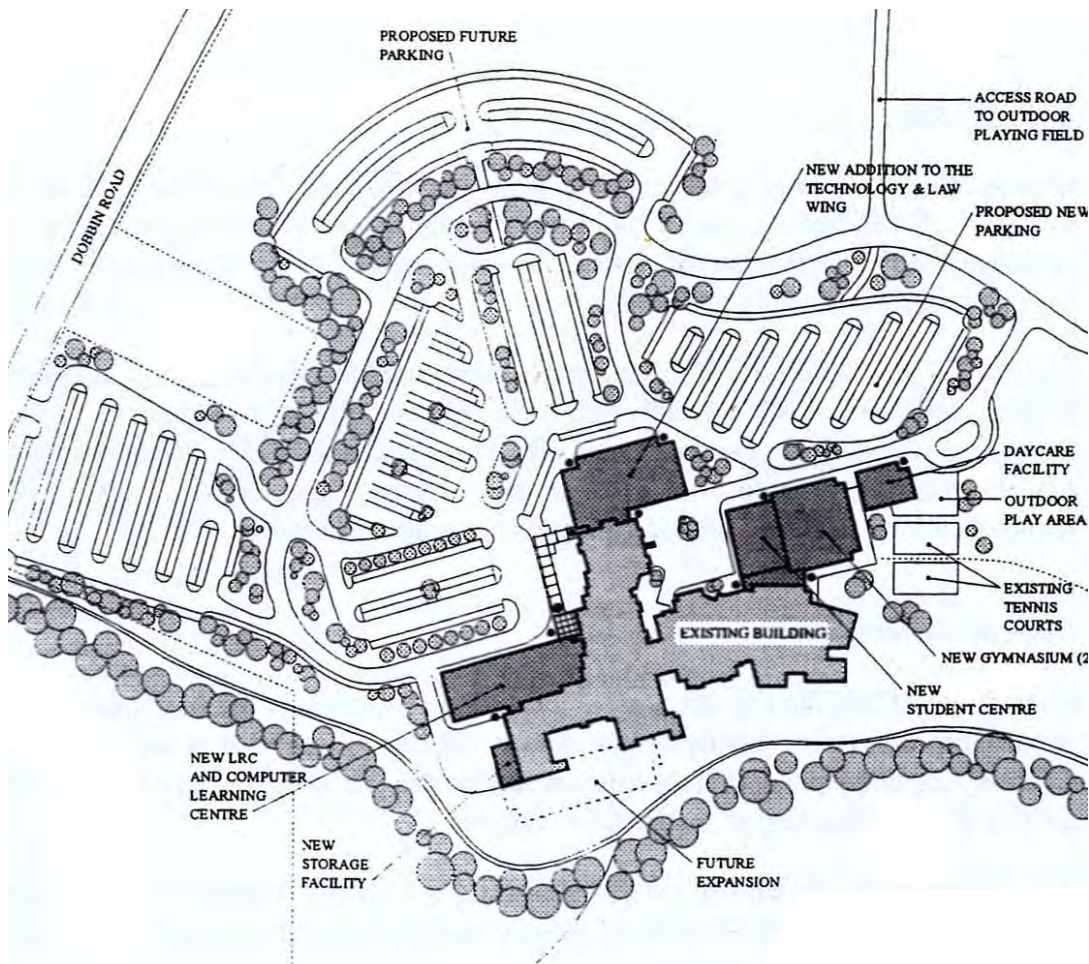 PROPOSED FUTURE
PARKING
ACCESS ROAD
TO OUTDOOR
PLAYING FIELD
NEW ADDITION TO THE
TECHNOLOGY & LAW
WING
PROPOSED NEW
PARKING
DOBBIN ROAD
DAYCARE
FACILITY
OUTDOOR
PLAY AREA
EXISTING
TENNIS
COURTS
EXISTING BUILDING
NEW GYMNASIUM (2
NEW
STUDENT CENTRE
NEW LRC
AND COMPUTER
LEARNING
CENTRE
NEW
STORAGE
FACILITY
FUTURE
EXPANSION